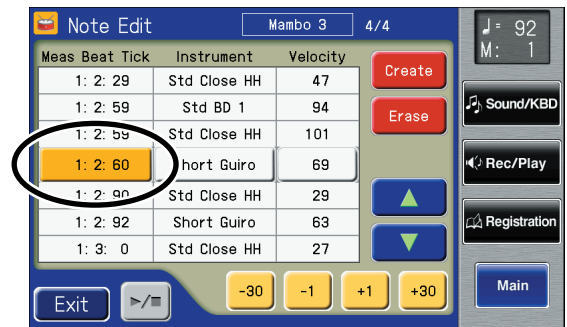 Note Edit Mambo 3 4/4
♩= 92
M: 1
Meas Beat Tick Instrument Velocity
1: 2: 29 Std Close HH 47
1: 2: 59 Std BD 1 94
1: 2: 59 Std Close HH 101
1: 2: 60 Short Guiro 69
1: 2: 90 Std Close HH 29
1: 2: 92 Short Guiro 63
1: 3: 0 Std Close HH 27
Create
Erase
Sound/KBD
Rec/Play
Registration
Main
Exit
-30 -1 +1 +30